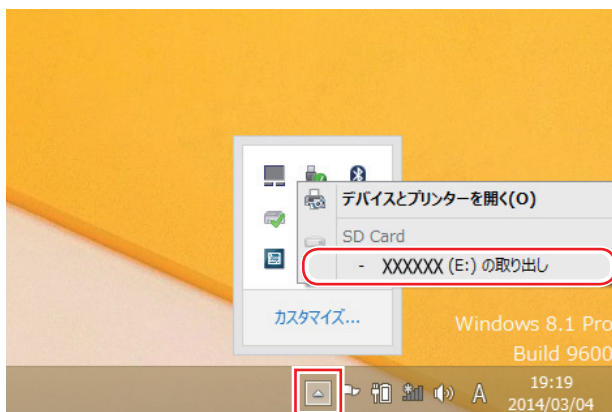 デバイスとプリンターを開く(O)
SD Card
- XXXXXX (E:) の取り出し
カスタマイズ...
Windows 8.1 Pro
Build 9600
A
19:19
2014/03/04